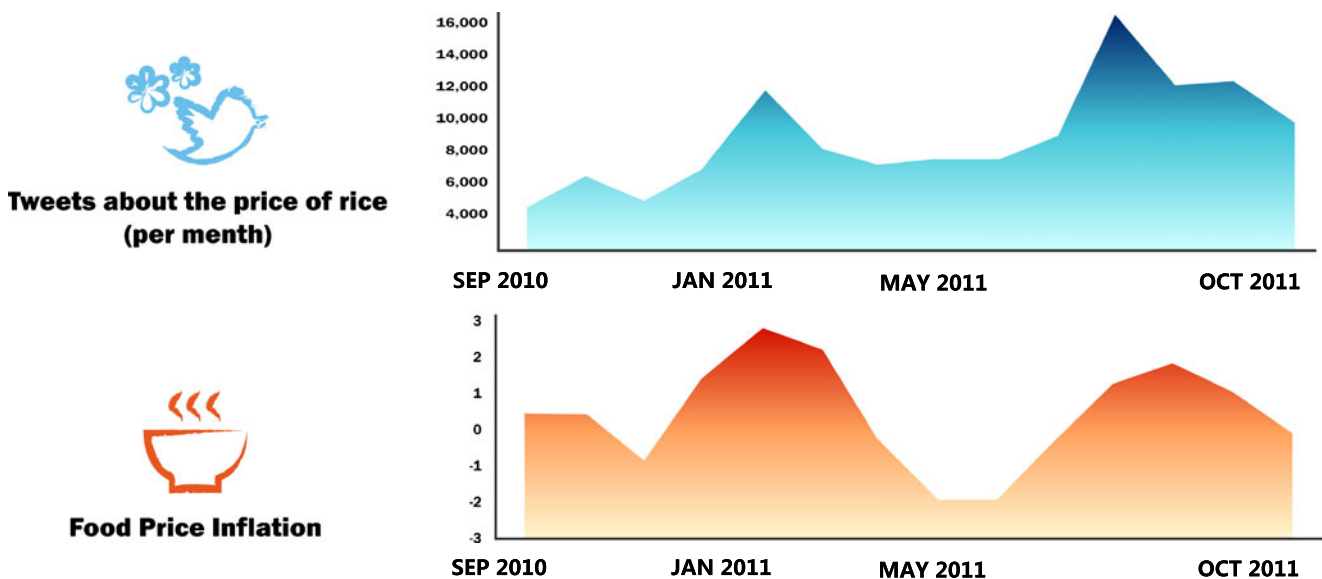 16,000
14,000
12,000
10,000
8,000
6,000
4,000
Tweets about the price of rice
(per menth)
SEP 2010 JAN 2011 MAY 2011 OCT 2011
3
2
1
0
-1
-2
-3
Food Price Inflation
SEP 2010 JAN 2011 MAY 2011 OCT 2011